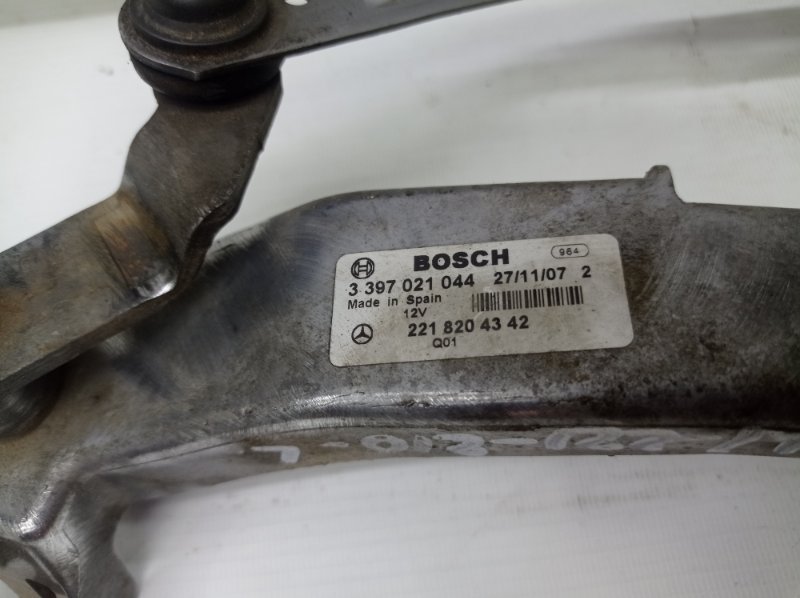 BOSCH 964
3 397 021 044 27/11/07 2
Made in Spain
12V
221 820 43 42
Q01